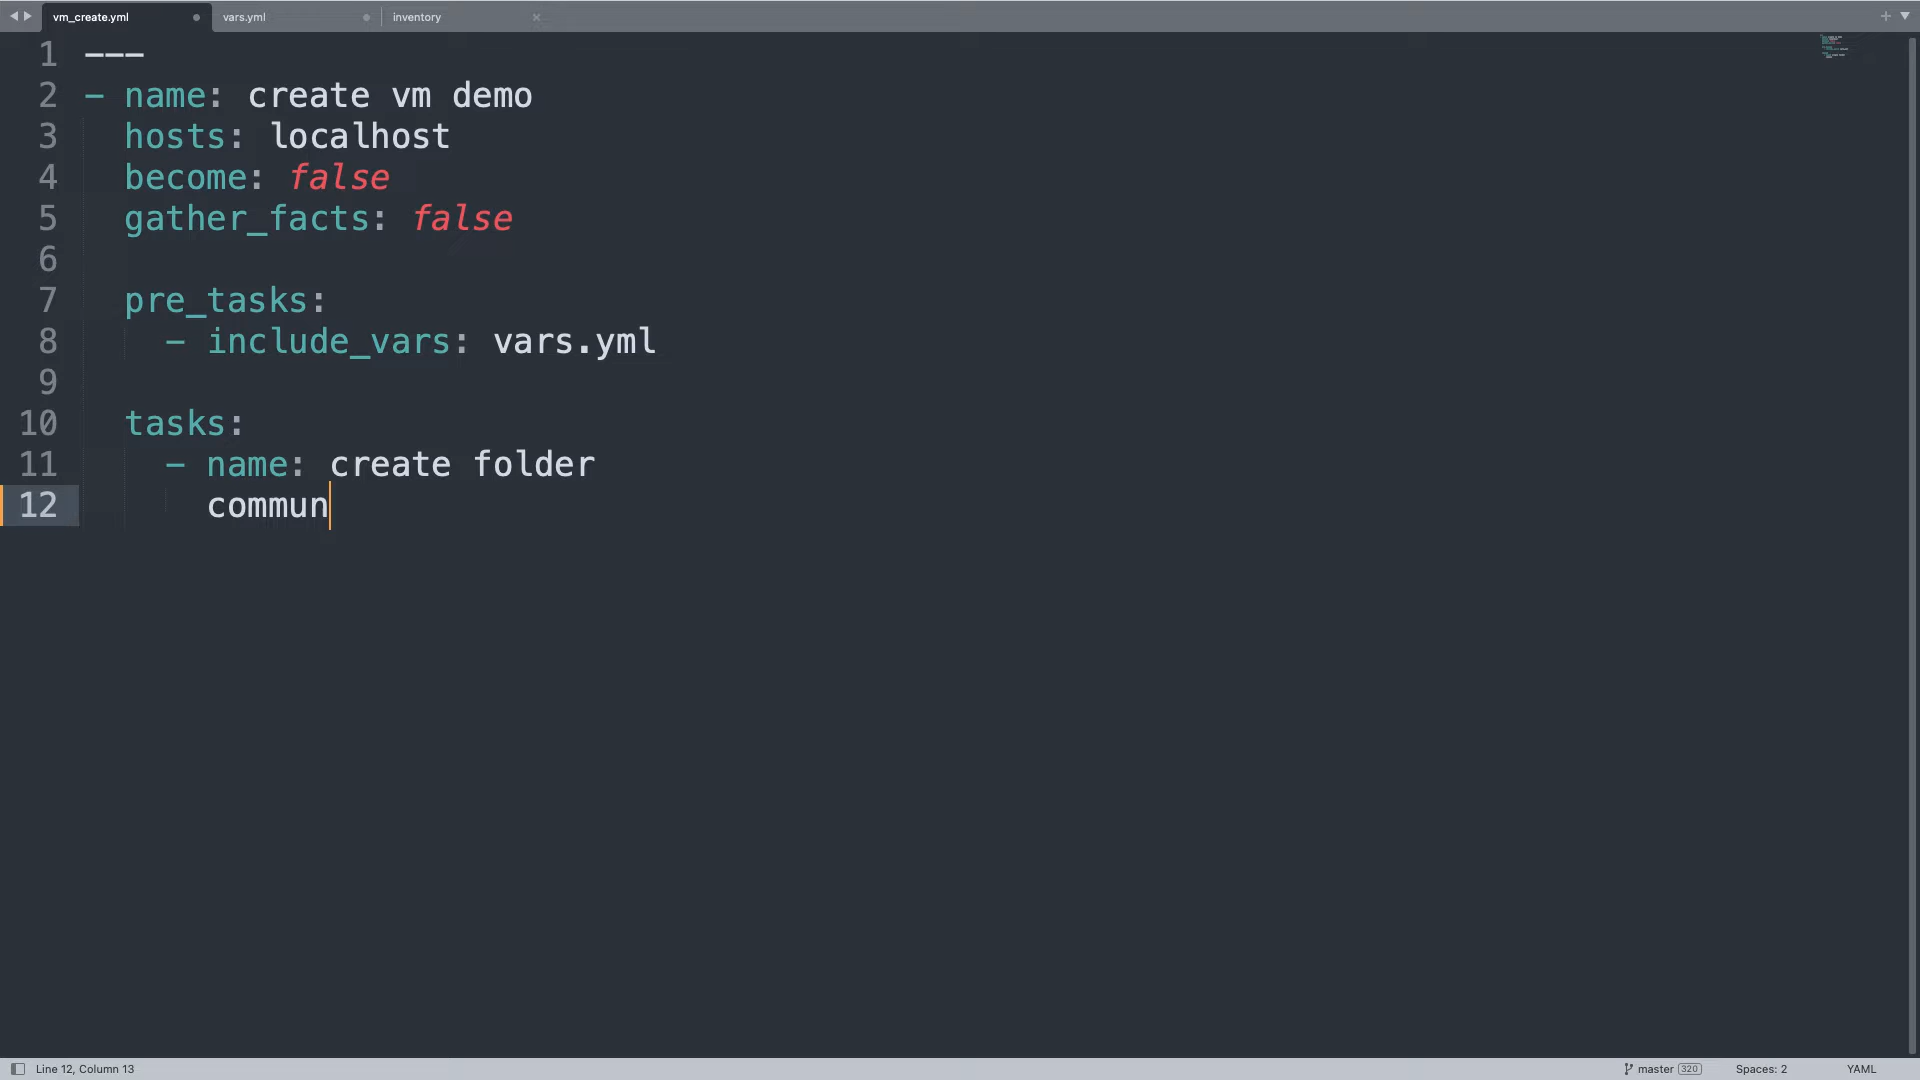 vm_create.yml
vars.yml
inventory
1 ---
2 - name: create vm demo
3 hosts: localhost
4 become: false
5 gather_facts: false
6
7 pre_tasks:
8 - include_vars: vars.yml
9
10 tasks:
11 - name: create folder
12 commun
Line 12, Column 13
master 320
Spaces: 2
YAML